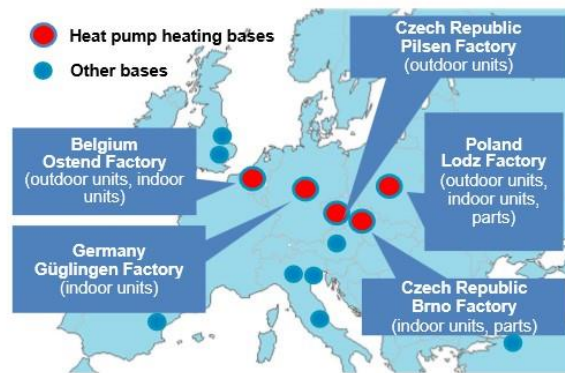 Heat pump heating bases
Other bases
Czech Republic
Pilsen Factory
(outdoor units)
Belgium
Ostend Factory
(outdoor units, indoor
units)
Poland
Lodz Factory
(outdoor units,
indoor units,
parts)
Germany
Güglingen Factory
(indoor units)
Czech Republic
Brno Factory
(indoor units, parts)